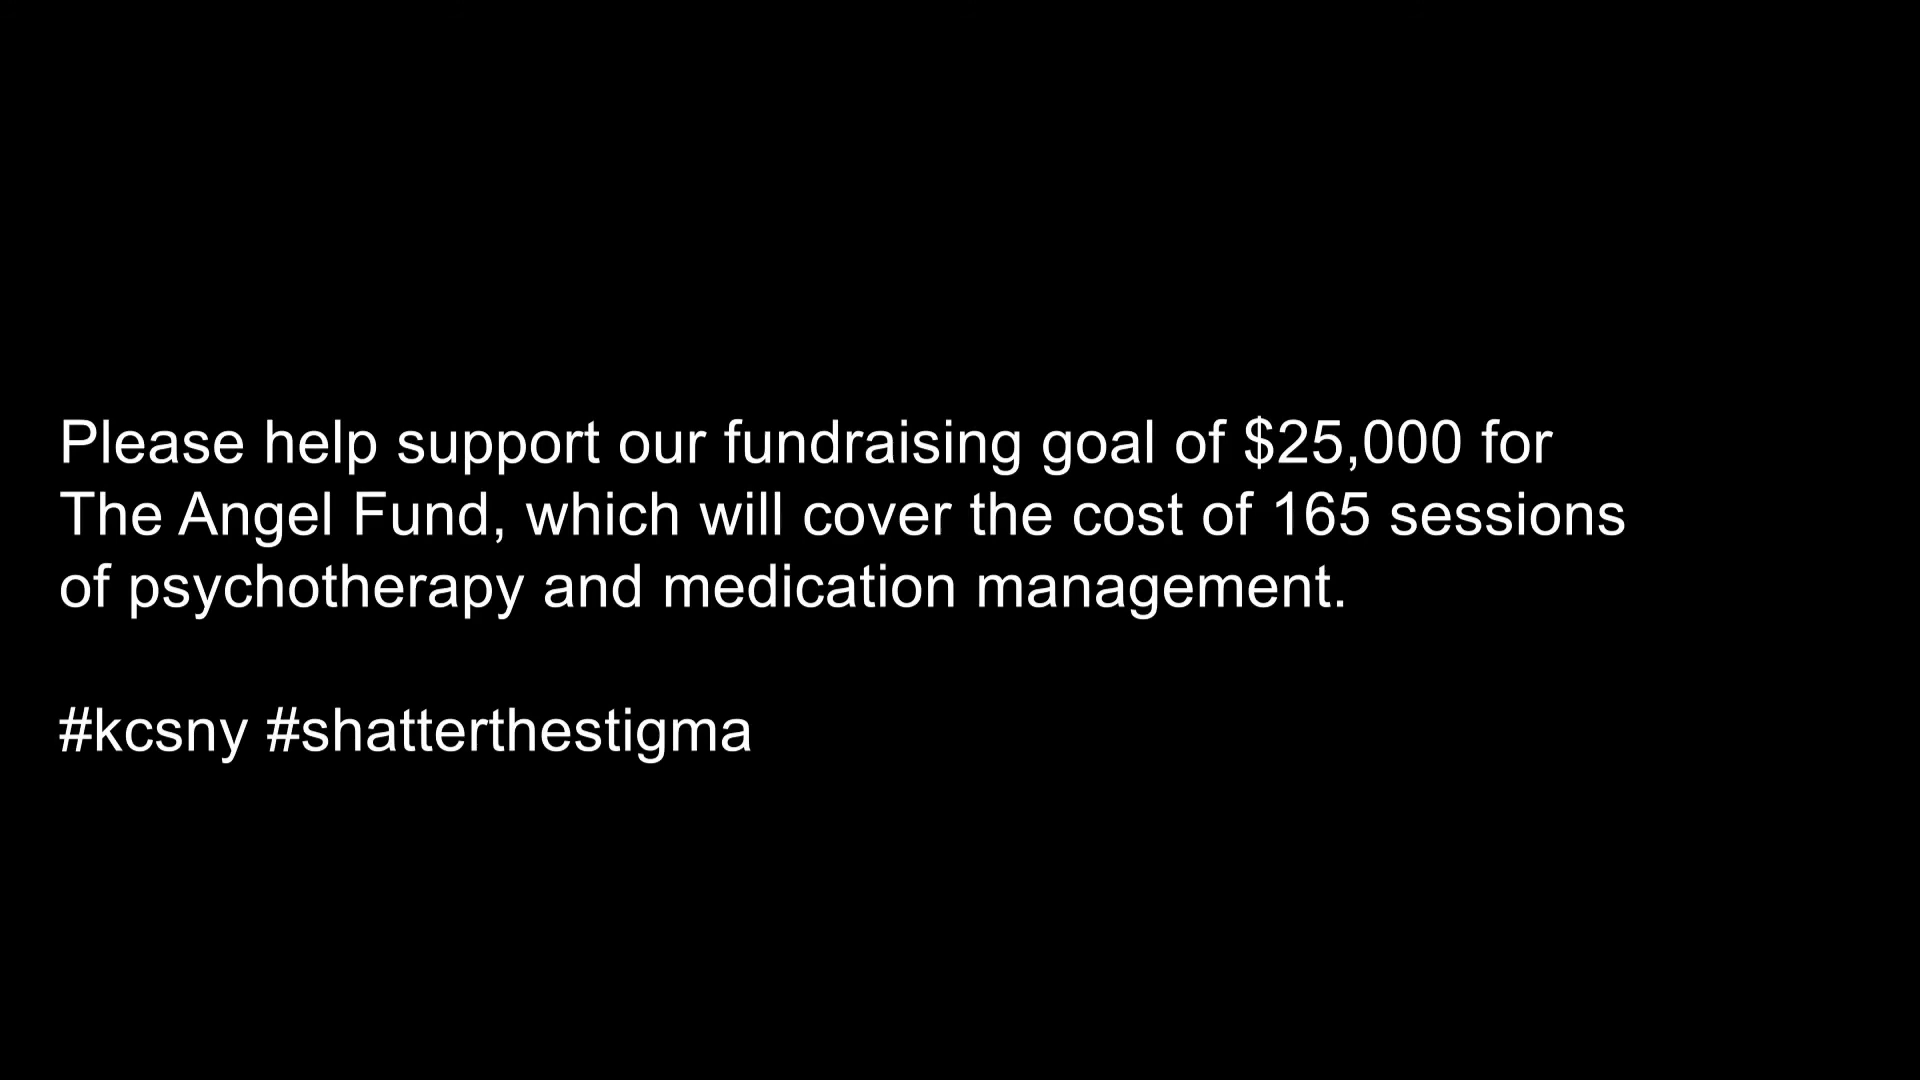 Please help support our fundraising goal of $25,000 for
The Angel Fund, which will cover the cost of 165 sessions
of psychotherapy and medication management.
#kcsny #shatterthestigma